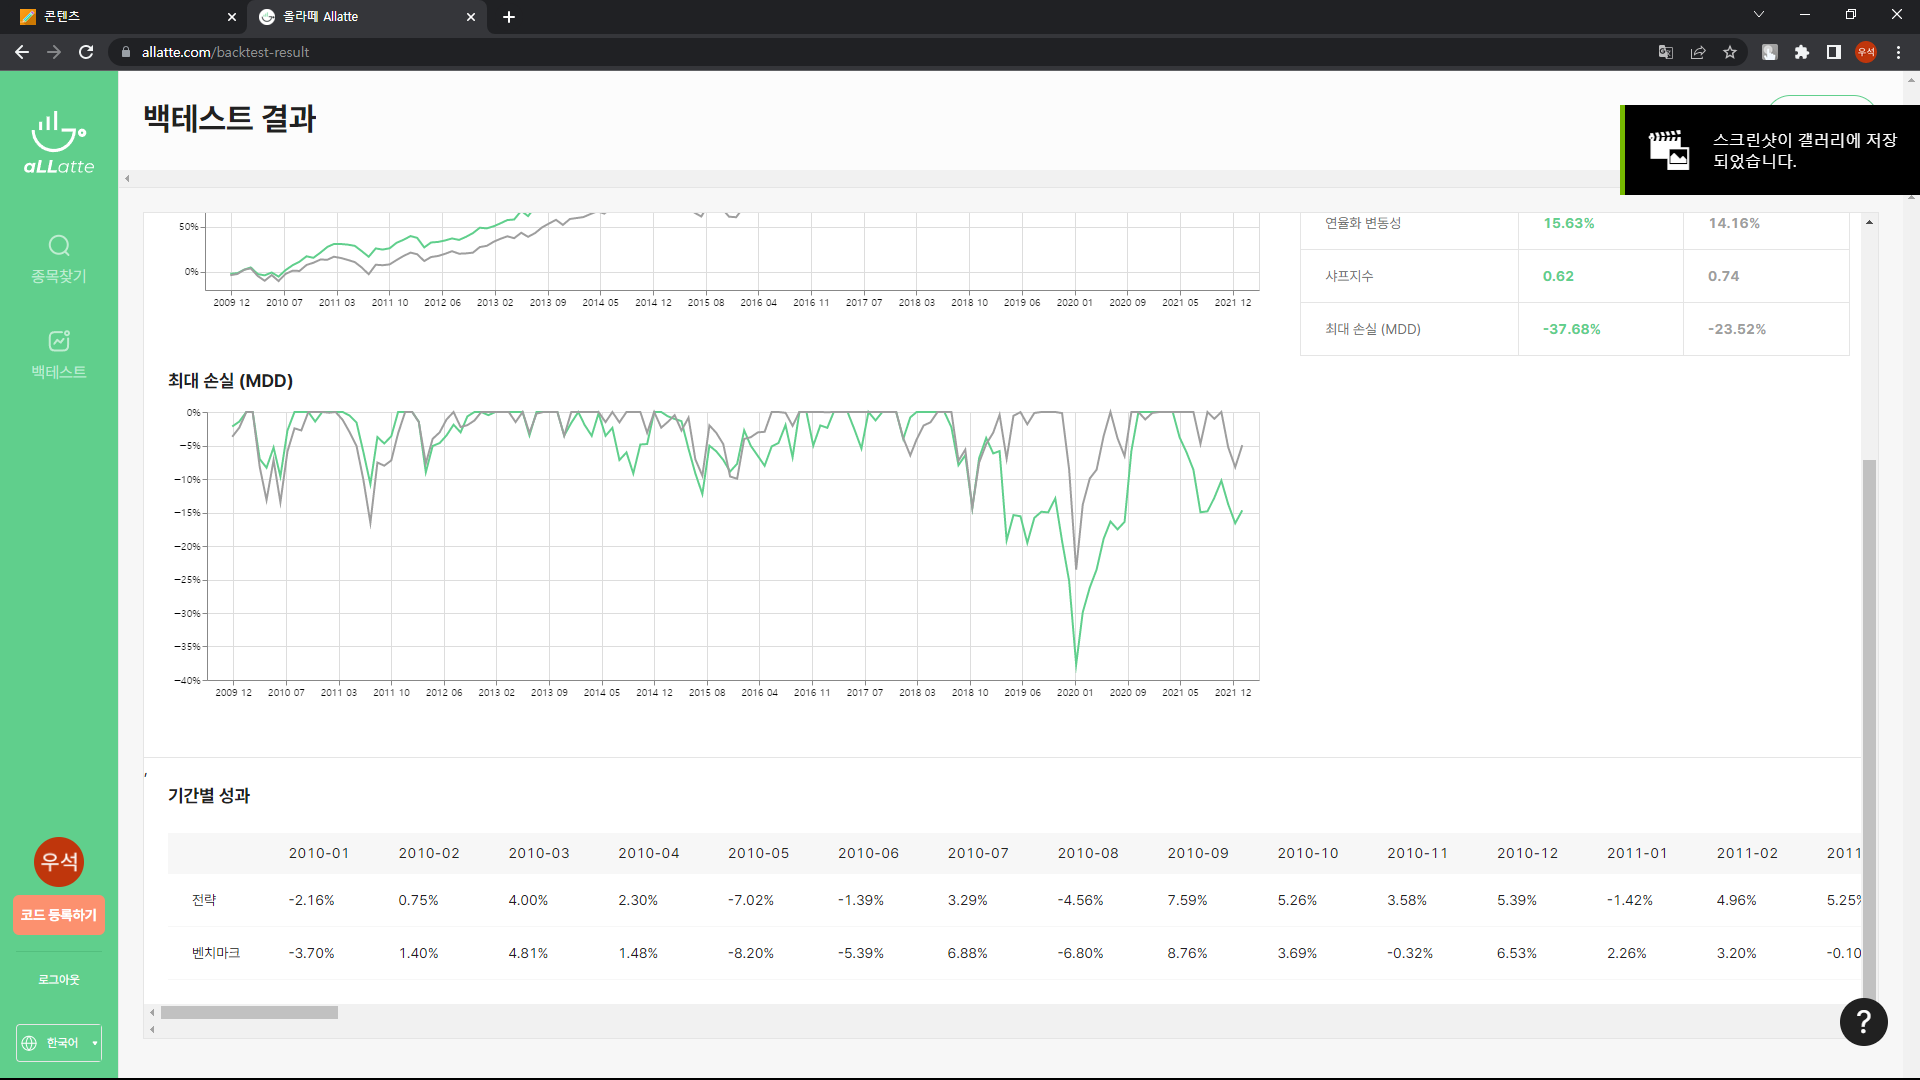 콘텐츠
올라떼 Allatte
allatte.com/backtest-result
우석
aLLatte
종목찾기
백테스트
우석
코드 등록하기
로그아웃
한국어
백테스트 결과
스크린샷이 갤러리에 저장
되었습니다.
50%
0%
2009 12 2010 07 2011 03 2011 10 2012 06 2013 02 2013 09 2014 05 2014 12 2015 08 2016 04 2016 11 2017 07 2018 03 2018 10 2019 06 2020 01 2020 09 2021 05 2021 12
연율화 변동성 15.63% 14.16%
샤프지수 0.62 0.74
최대 손실 (MDD) -37.68% -23.52%
최대 손실 (MDD)
0%
−5%
−10%
−15%
−20%
−25%
−30%
−35%
−40%
2009 12 2010 07 2011 03 2011 10 2012 06 2013 02 2013 09 2014 05 2014 12 2015 08 2016 04 2016 11 2017 07 2018 03 2018 10 2019 06 2020 01 2020 09 2021 05 2021 12
,
기간별 성과
2010-01 2010-02 2010-03 2010-04 2010-05 2010-06 2010-07 2010-08 2010-09 2010-10 2010-11 2010-12 2011-01 2011-02 2011
전략 -2.16% 0.75% 4.00% 2.30% -7.02% -1.39% 3.29% -4.56% 7.59% 5.26% 3.58% 5.39% -1.42% 4.96% 5.25%
벤치마크 -3.70% 1.40% 4.81% 1.48% -8.20% -5.39% 6.88% -6.80% 8.76% 3.69% -0.32% 6.53% 2.26% 3.20% -0.10
?